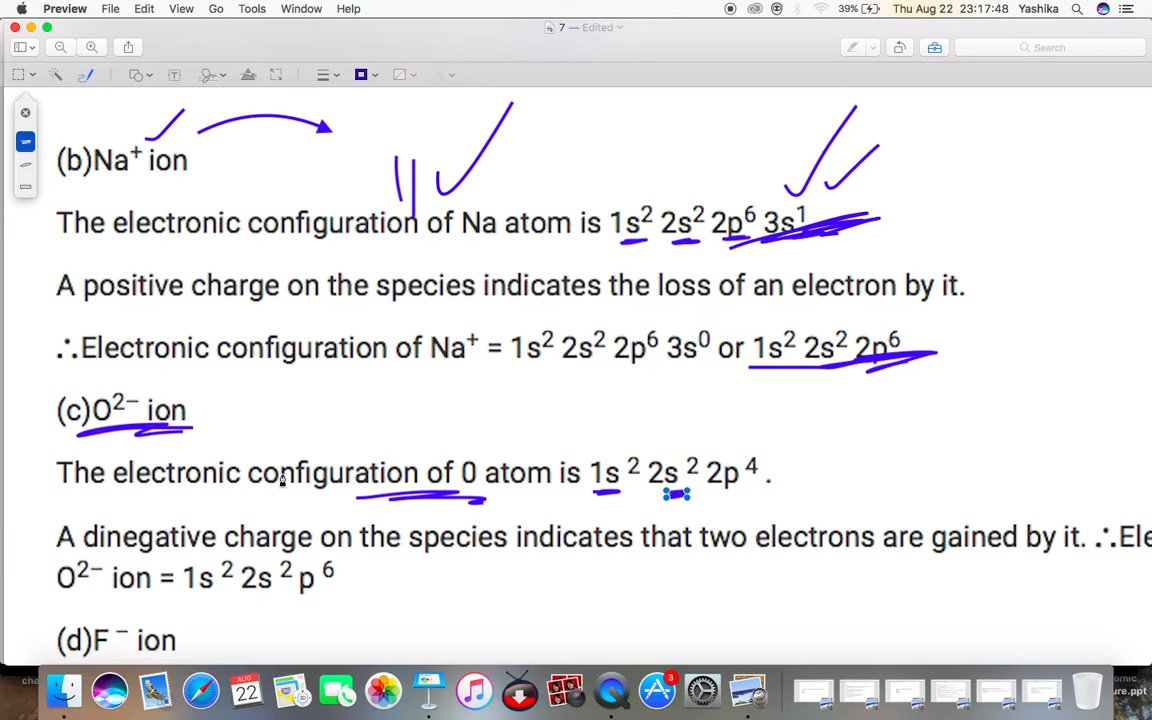 Preview File Edit View Go Tools Window Help 39% Thu Aug 22 23:17:48 Yashika
7 — Edited
Search
(b)Na⁺ ion
The electronic configuration of Na atom is 1s² 2s² 2p⁶ 3s¹
A positive charge on the species indicates the loss of an electron by it.
∴Electronic configuration of Na⁺ = 1s² 2s² 2p⁶ 3s⁰ or 1s² 2s² 2p⁶
(c)O²⁻ ion
The electronic configuration of 0 atom is 1s ² 2s ² 2p ⁴ .
A dinegative charge on the species indicates that two electrons are gained by it. ∴Ele
O²⁻ ion = 1s ² 2s ² p ⁶
(d)F ⁻ ion
22
3
ure.ppt